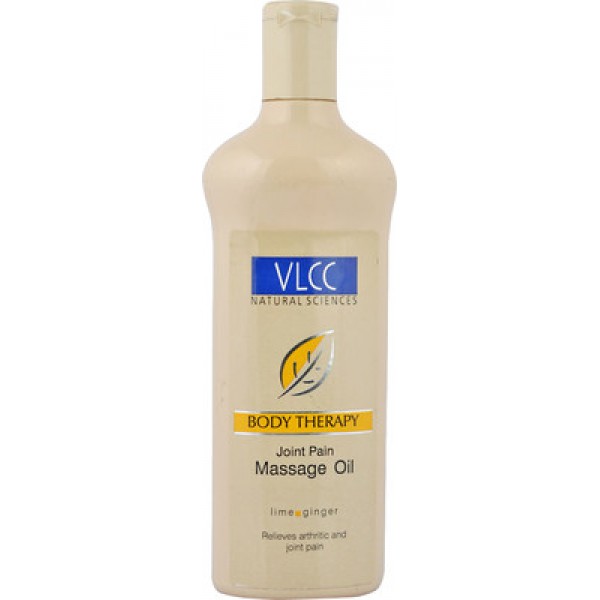 VLCC
NATURAL SCIENCES
BODY THERAPY
Joint Pain
Massage Oil
lime ginger
Relieves arthritic and
joint pain